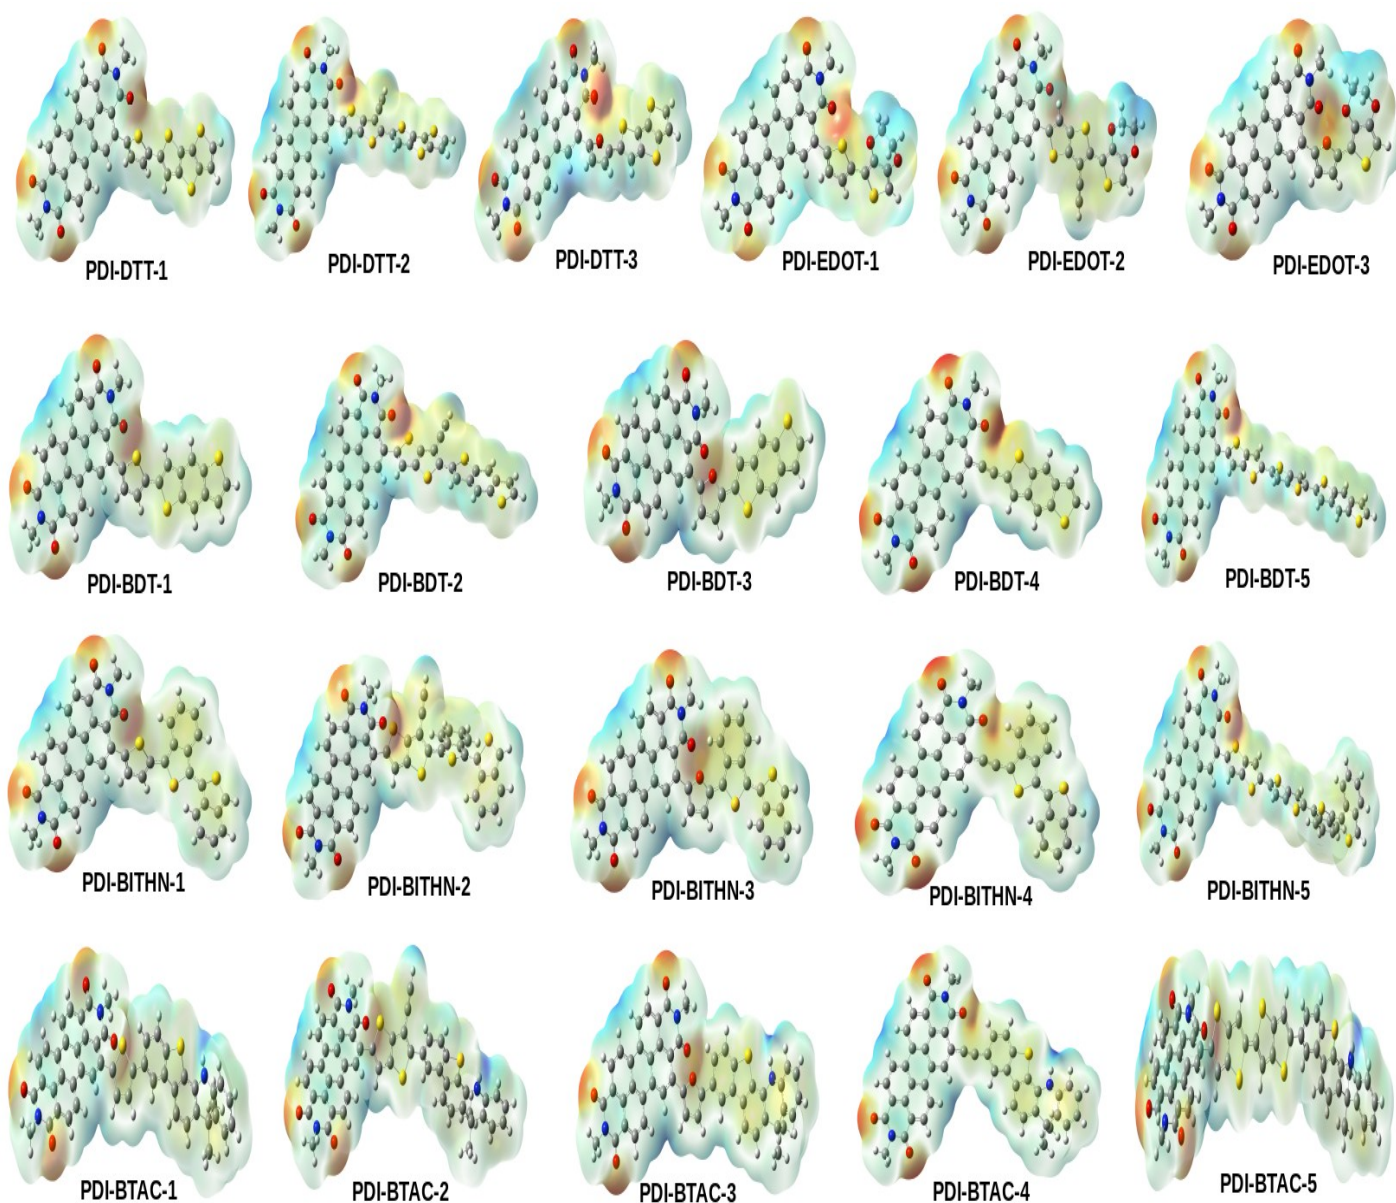 PDI-DTT-1
PDI-DTT-2
PDI-DTT-3
PDI-EDOT-1
PDI-EDOT-2
PDI-EDOT-3
PDI-BDT-1
PDI-BDT-2
PDI-BDT-3
PDI-BDT-4
PDI-BDT-5
PDI-BITHN-1
PDI-BITHN-2
PDI-BITHN-3
PDI-BITHN-4
PDI-BITHN-5
PDI-BTAC-1
PDI-BTAC-2
PDI-BTAC-3
PDI-BTAC-4
PDI-BTAC-5